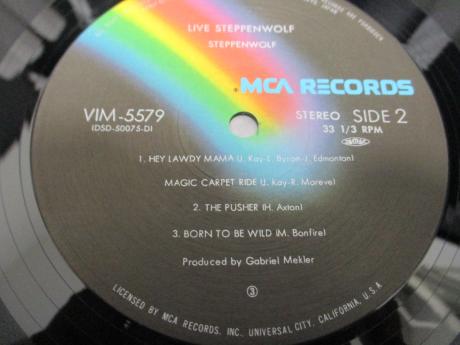 LIVE STEPPENWOLF
STEPPENWOLF
MCA RECORDS
VIM-5579
(DSD-50075-DI)
STEREO SIDE 2
33 1/3 RPM
1. HEY LAWDY MAMA (J. Kay-L. Byrom-J. Edmonton)
MAGIC CARPET RIDE (J. Kay-R. Moreve)
2. THE PUSHER (H. Axton)
3. BORN TO BE WILD (M. Bonfire)
Produced by Gabriel Mekler
③
LICENSED BY MCA RECORDS, INC. UNIVERSAL CITY, CALIFORNIA, U.S.A